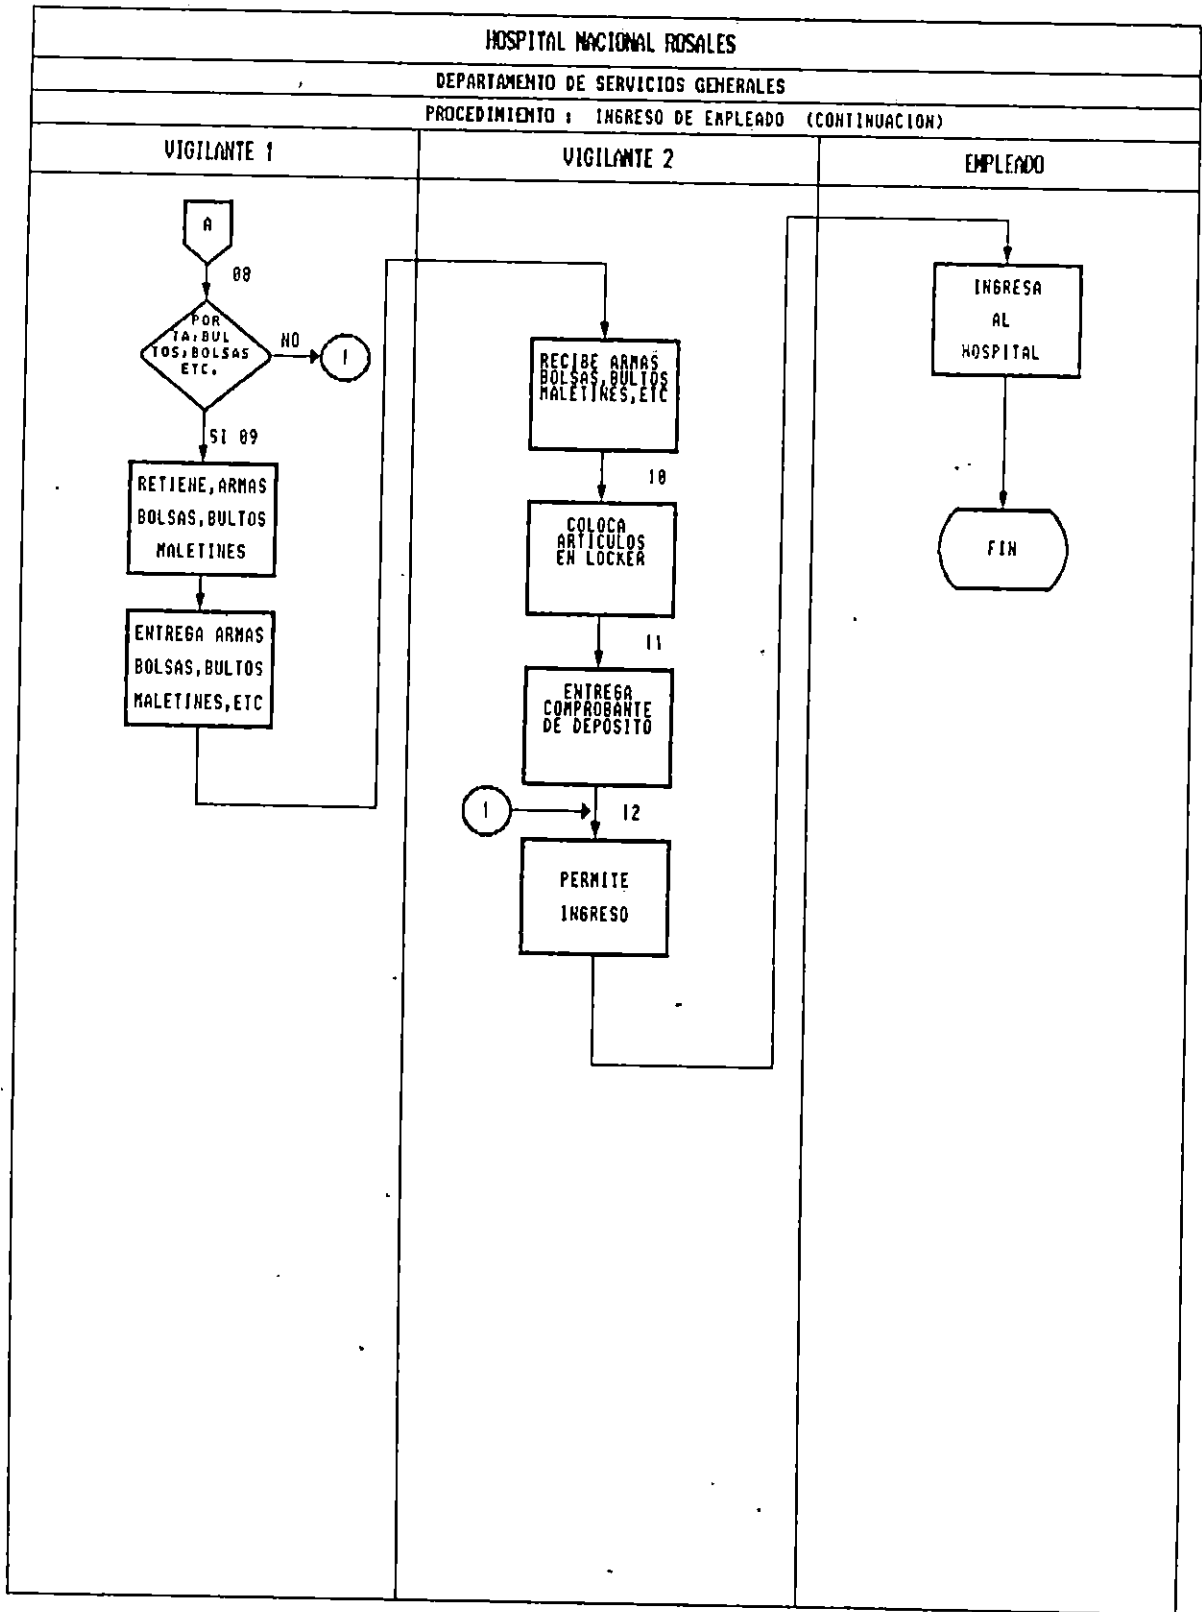 HOSPITAL NACIONAL ROSALES
DEPARTAMENTO DE SERVICIOS GENERALES
PROCEDIMIENTO : INGRESO DE EMPLEADO (CONTINUACION)
VIGILANTE 1
VIGILANTE 2
EMPLEADO
A
08
POR
TA:BUL
TOS;BOLSAS
ETC.
NO
1
SI 09
RETIENE,ARMAS
BOLSAS,BULTOS
MALETINES
ENTREGA ARMAS
BOLSAS,BULTOS
MALETINES,ETC
RECIBE ARMAS
BOLSAS,BULTOS
MALETINES,ETC
10
COLOCA
ARTICULOS
EN LOCKER
11
ENTREGA
COMPROBANTE
DE DEPOSITO
1
12
PERMITE
INGRESO
INGRESA
AL
HOSPITAL
FIN